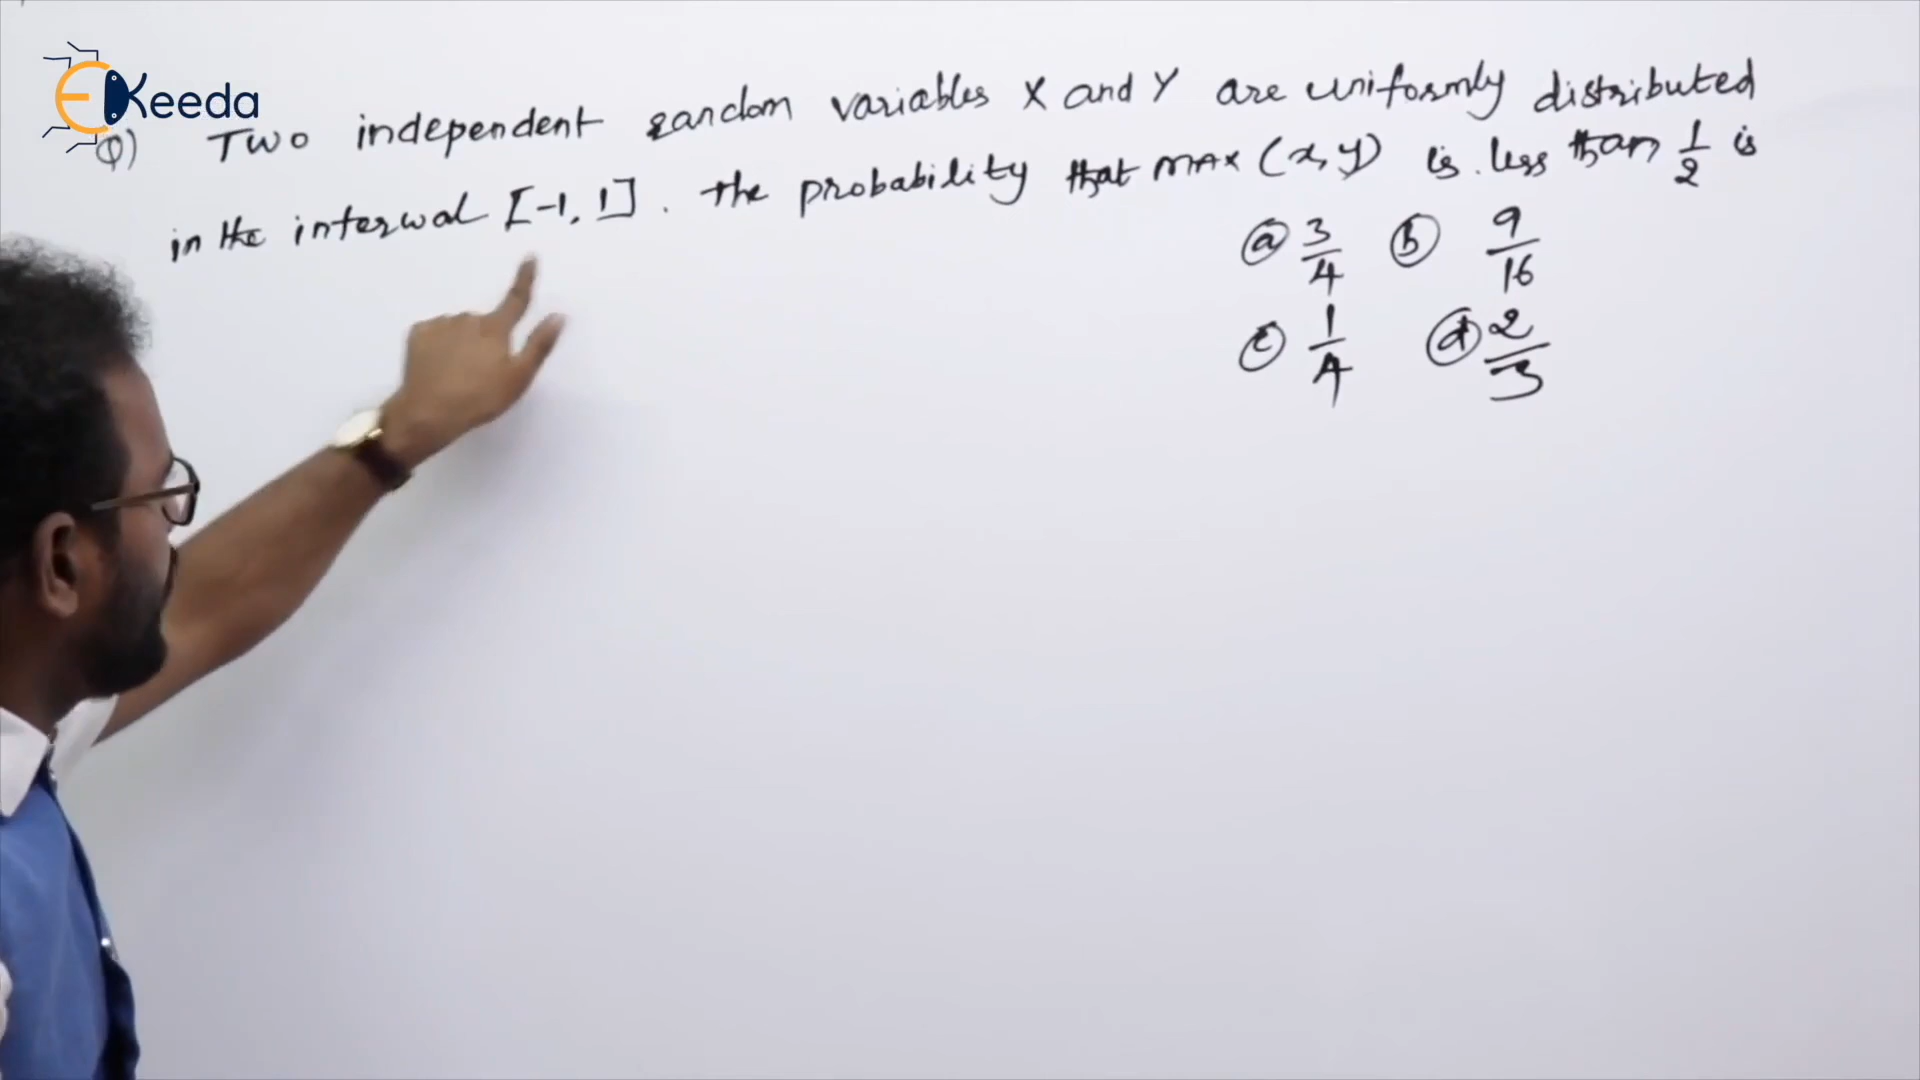 EKeeda
Q) Two independent random variables X and Y are uniformly distributed
in the interval [-1, 1]. The probability that MAX (x, y) is less than 1/2 is
(a) 3/4 (b) 9/16
(c) 1/4 (d) 2/3